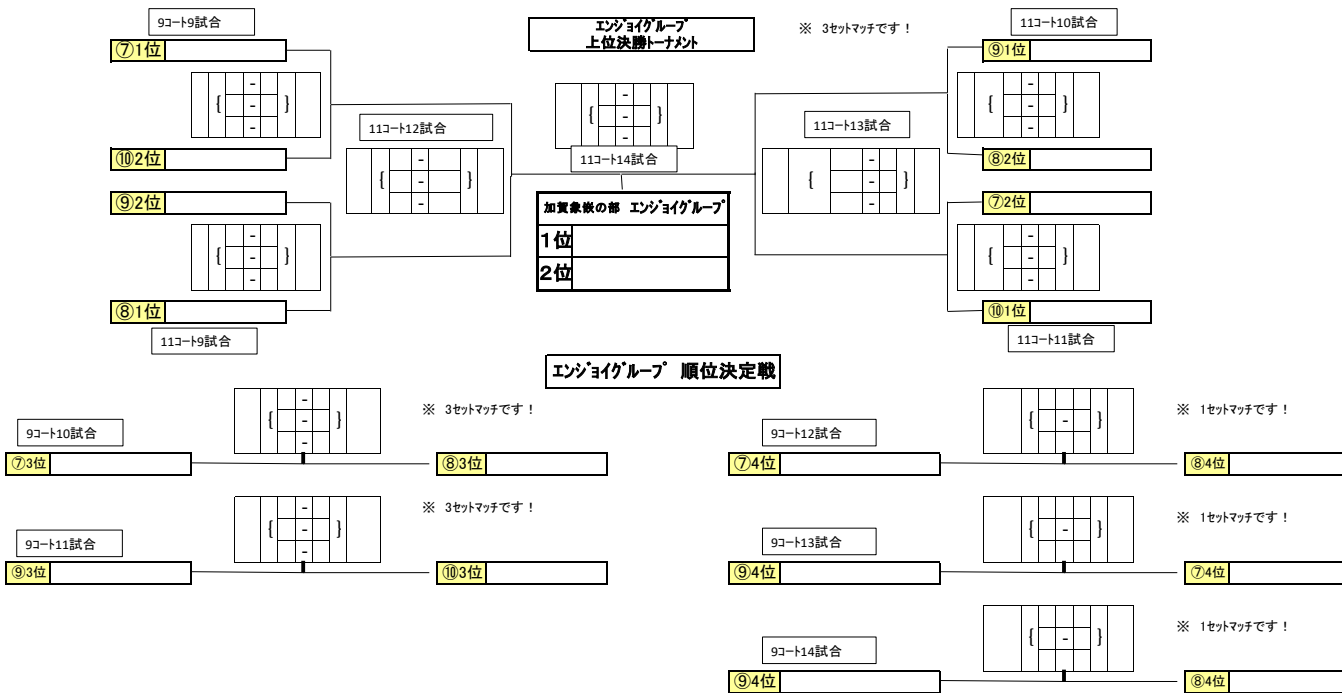 エンジョイグループ
上位決勝トーナメント
※ 3セットマッチです！
9コート9試合
⑦1位
{ - - - }
⑩2位
⑨2位
{ - - - }
⑧1位
11コート9試合
11コート12試合
{ - - - }
{ - - - }
11コート14試合
加賀象嵌の部 エンジョイグループ
1位
2位
11コート13試合
{ - - - }
11コート10試合
⑨1位
{ - - - }
⑧2位
⑦2位
{ - - - }
⑩1位
11コート11試合
エンジョイグループ 順位決定戦
9コート10試合
{ - - - }
※ 3セットマッチです！
⑦3位
⑧3位
9コート11試合
{ - - - }
※ 3セットマッチです！
⑨3位
⑩3位
9コート12試合
{ - }
※ 1セットマッチです！
⑦4位
⑧4位
9コート13試合
{ - }
※ 1セットマッチです！
⑨4位
⑦4位
9コート14試合
{ - }
※ 1セットマッチです！
⑨4位
⑧4位